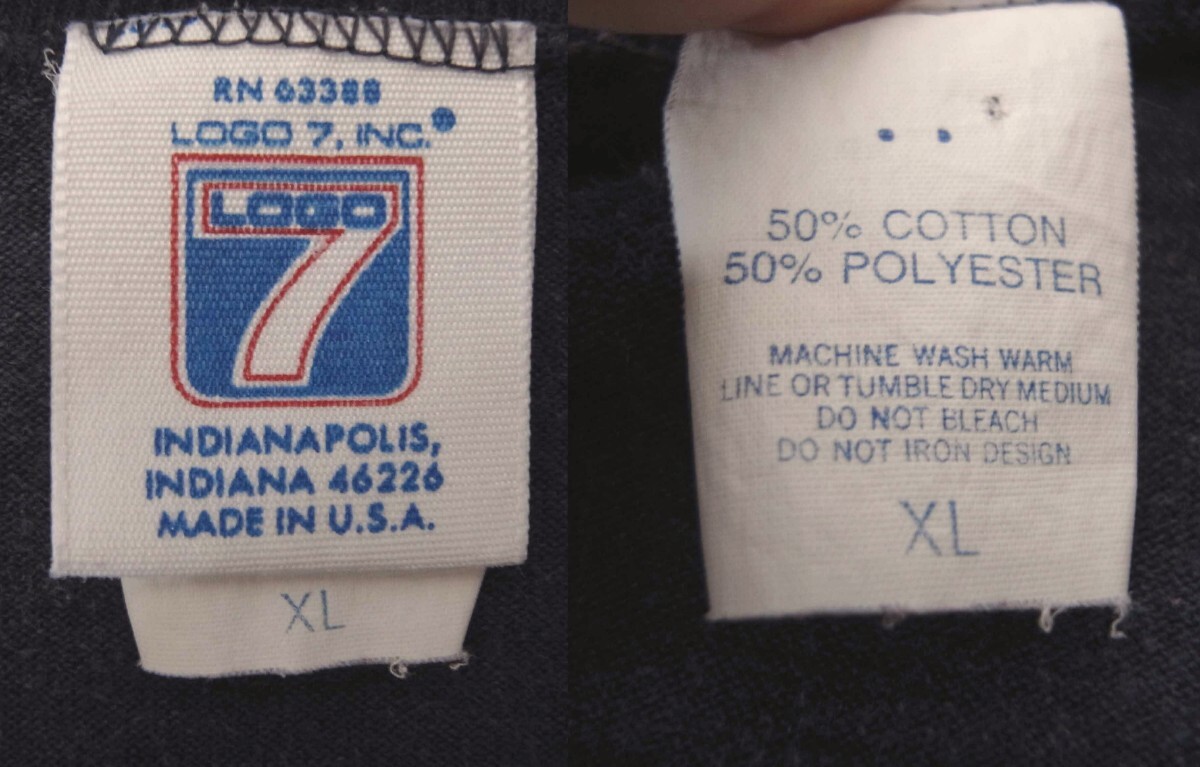 RN 63388
LOGO 7, INC.
LOGO
7
INDIANAPOLIS,
INDIANA 46226
MADE IN U.S.A.
XL
50% COTTON
50% POLYESTER
MACHINE WASH WARM
LINE OR TUMBLE DRY MEDIUM
DO NOT BLEACH
DO NOT IRON DESIGN
XL